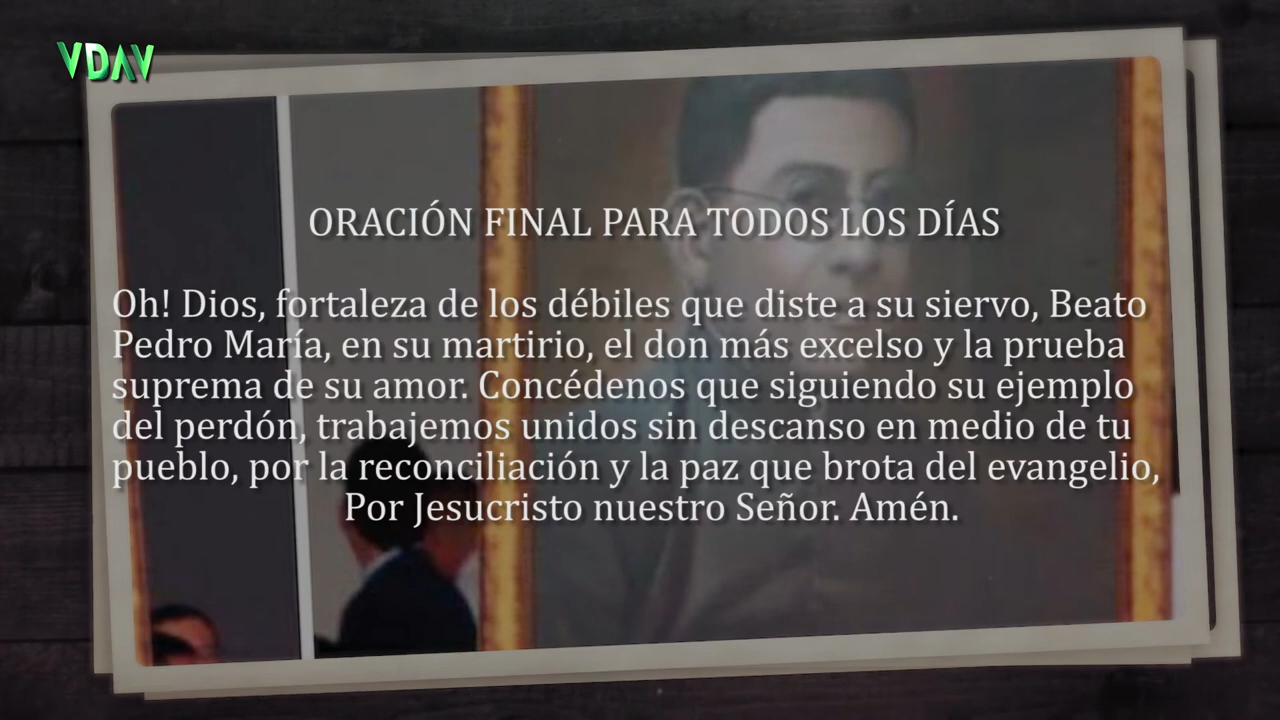 VDAV
ORACIÓN FINAL PARA TODOS LOS DÍAS
Oh! Dios, fortaleza de los débiles que diste a su siervo, Beato
Pedro María, en su martirio, el don más excelso y la prueba
suprema de su amor. Concédenos que siguiendo su ejemplo
del perdón, trabajemos unidos sin descanso en medio de tu
pueblo, por la reconciliación y la paz que brota del evangelio,
Por Jesucristo nuestro Señor. Amén.